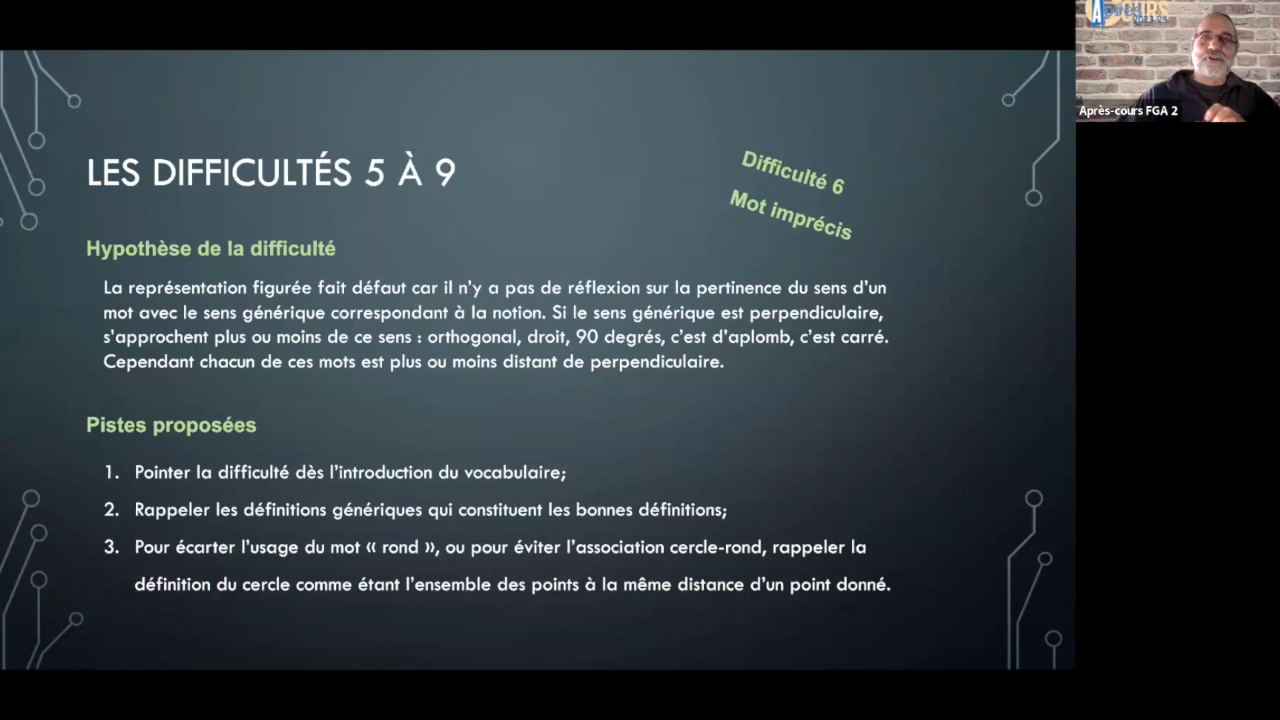 LES DIFFICULTÉS 5 À 9
Difficulté 6
Mot imprécis
Hypothèse de la difficulté
La représentation figurée fait défaut car il n'y a pas de réflexion sur la pertinence du sens d'un
mot avec le sens générique correspondant à la notion. Si le sens générique est perpendiculaire,
s'approchent plus ou moins de ce sens : orthogonal, droit, 90 degrés, c'est d'aplomb, c'est carré.
Cependant chacun de ces mots est plus ou moins distant de perpendiculaire.
Pistes proposées
1. Pointer la difficulté dès l'introduction du vocabulaire;
2. Rappeler les définitions génériques qui constituent les bonnes définitions;
3. Pour écarter l'usage du mot « rond », ou pour éviter l'association cercle-rond, rappeler la
définition du cercle comme étant l'ensemble des points à la même distance d'un point donné.
Après-cours FGA 2